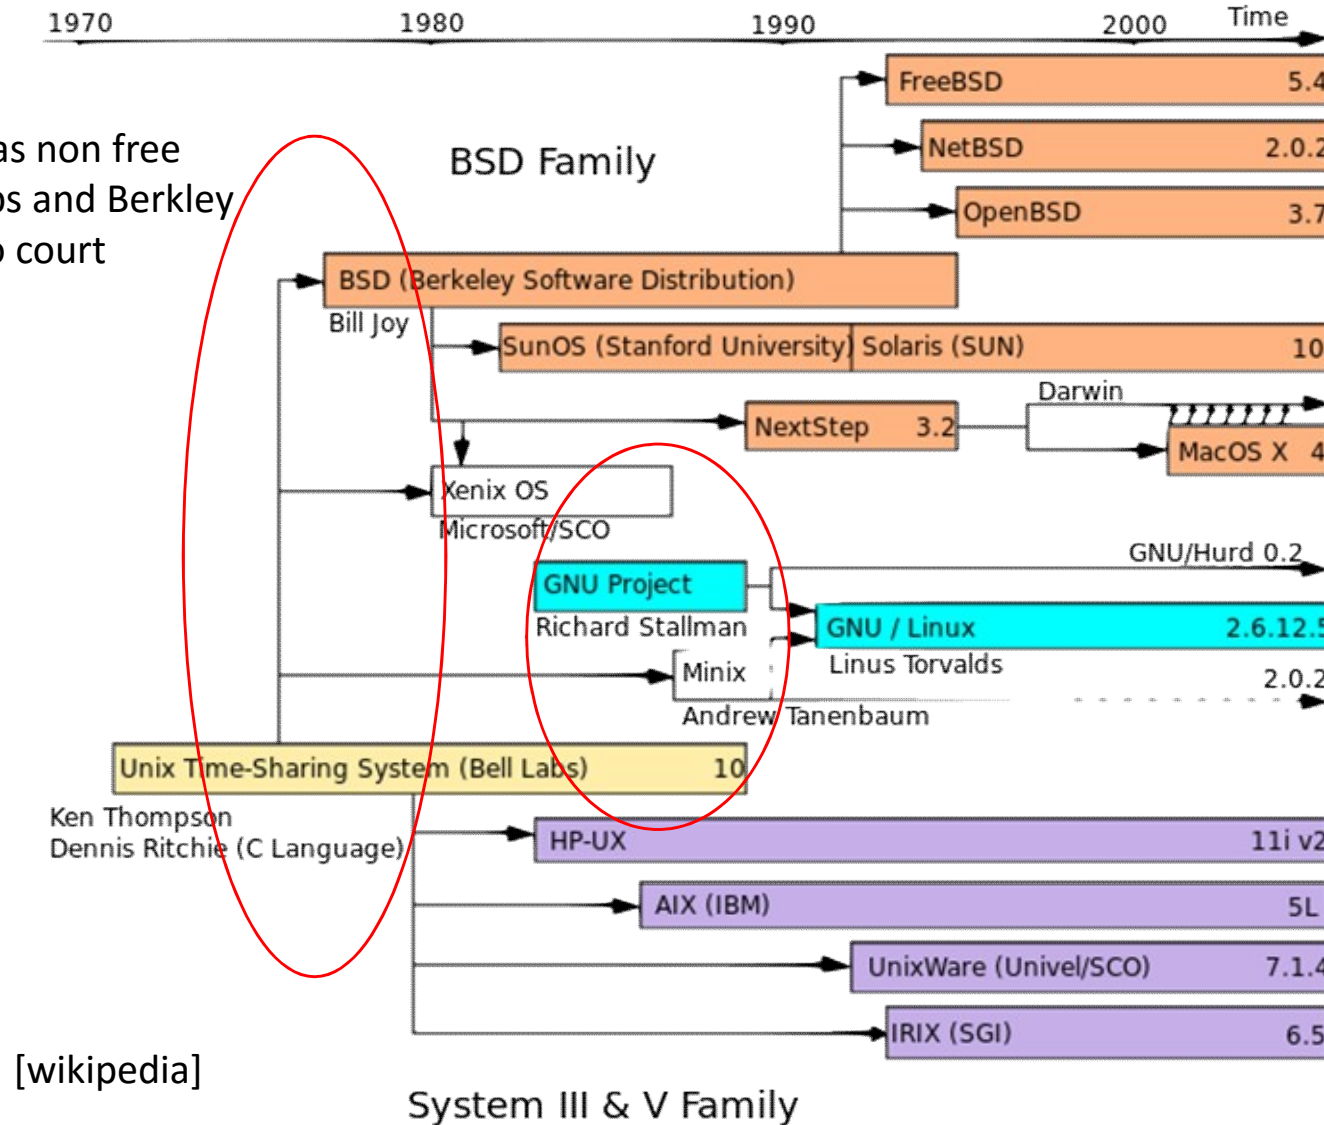 1970 1980 1990 2000 Time
FreeBSD 5.4
as non free
BSD Family
NetBSD 2.0.2
os and Berkley
OpenBSD 3.7
o court
BSD (Berkeley Software Distribution)
Bill Joy
SunOS (Stanford University) Solaris (SUN) 10
Darwin
NextStep 3.2
MacOS X 4
Xenix OS
Microsoft/SCO
GNU/Hurd 0.2
GNU Project
Richard Stallman
GNU / Linux 2.6.12.5
Linus Torvalds
Minix 2.0.2
Andrew Tanenbaum
Unix Time-Sharing System (Bell Labs) 10
Ken Thompson
Dennis Ritchie (C Language)
HP-UX 11i v2
AIX (IBM) 5L
UnixWare (Univel/SCO) 7.1.4
IRIX (SGI) 6.5
[wikipedia]
System III & V Family